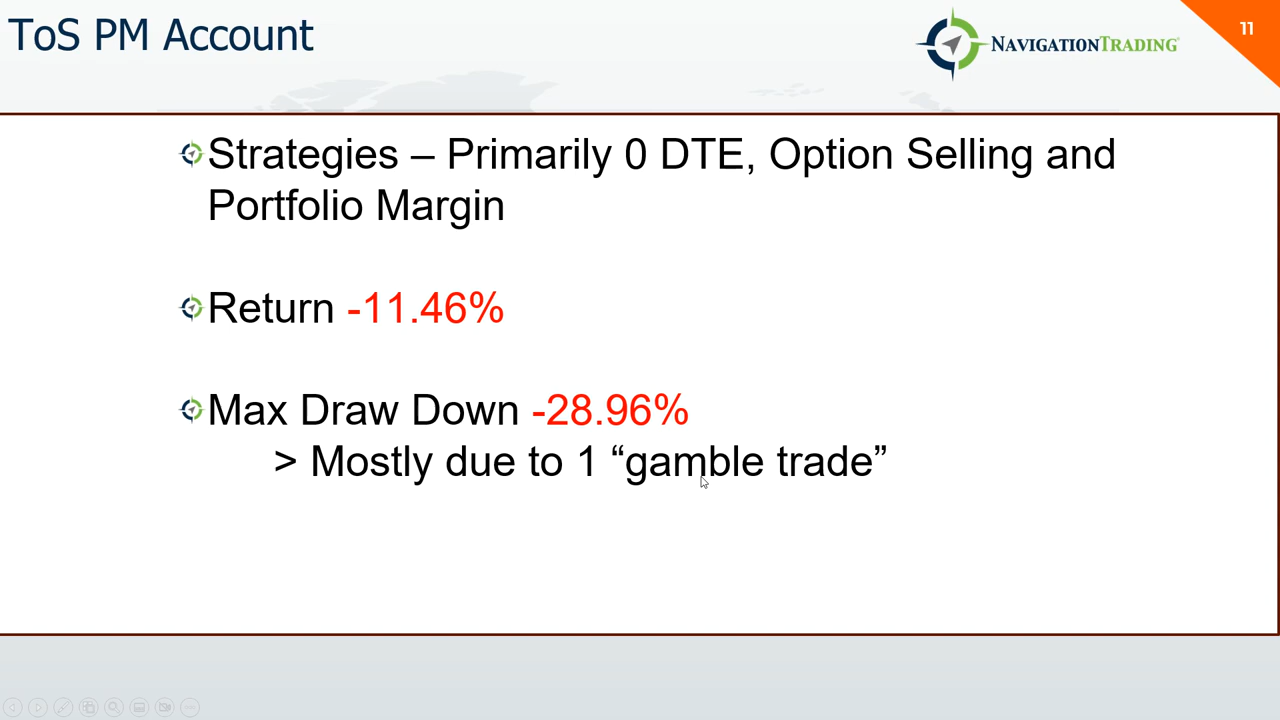 ToS PM Account
NAVIGATIONTRADING®
11
Strategies – Primarily 0 DTE, Option Selling and
Portfolio Margin
Return -11.46%
Max Draw Down -28.96%
> Mostly due to 1 “gamble trade”